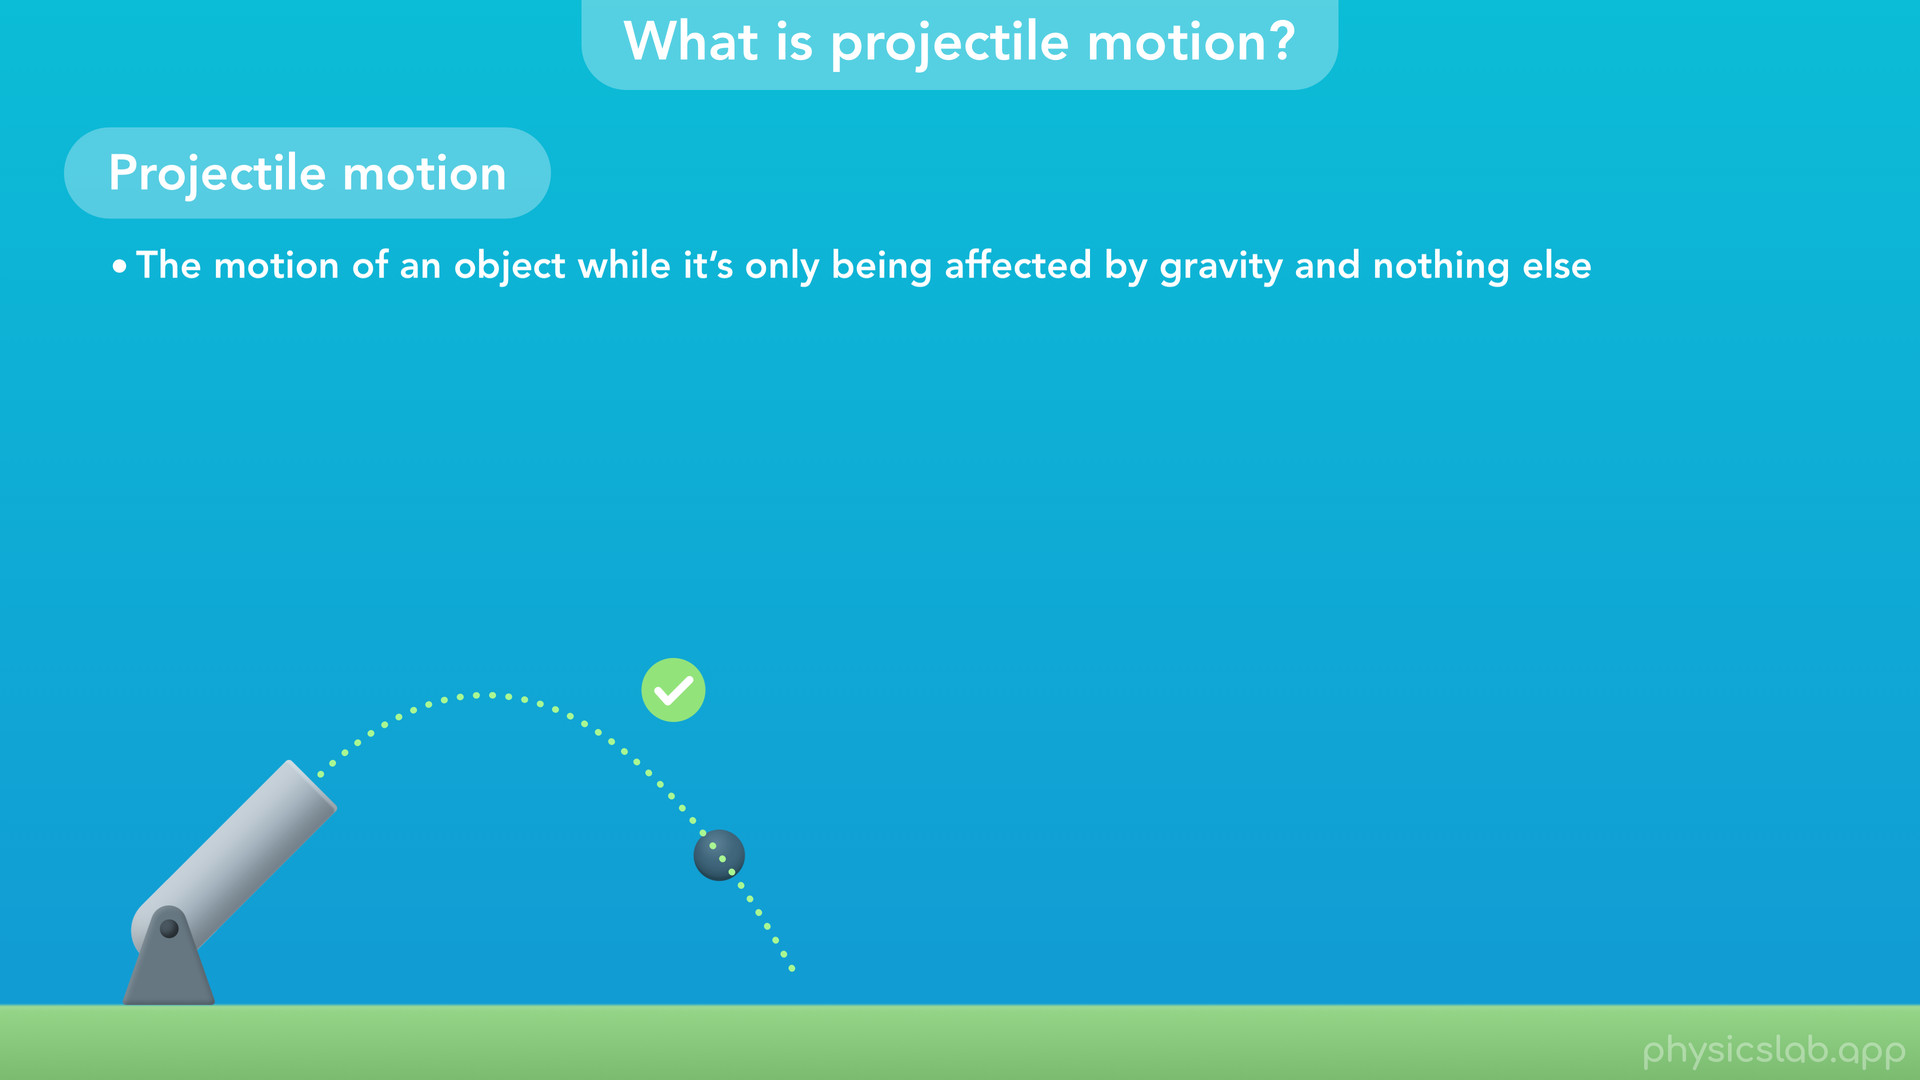 What is projectile motion?
Projectile motion
• The motion of an object while it’s only being affected by gravity and nothing else
physicslab.app